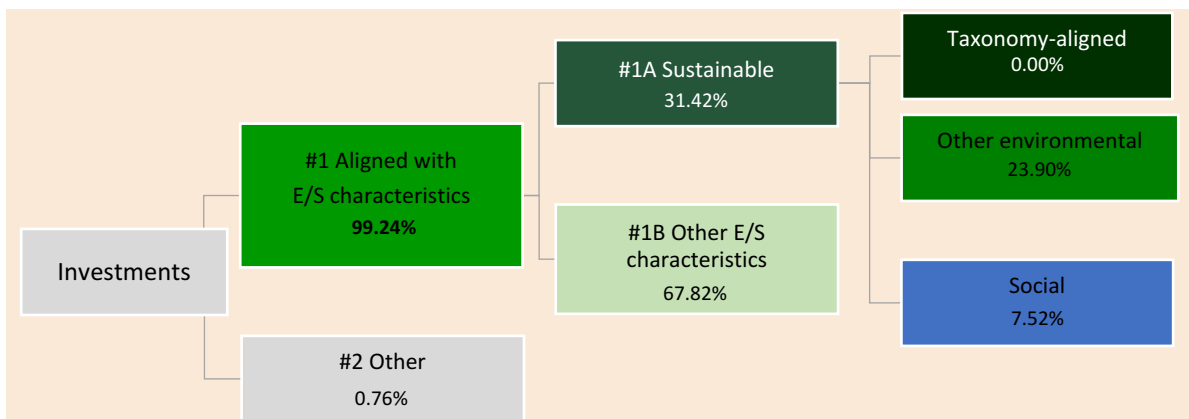 Investments
#1 Aligned with
E/S characteristics
99.24%
#2 Other
0.76%
#1A Sustainable
31.42%
#1B Other E/S
characteristics
67.82%
Taxonomy-aligned
0.00%
Other environmental
23.90%
Social
7.52%